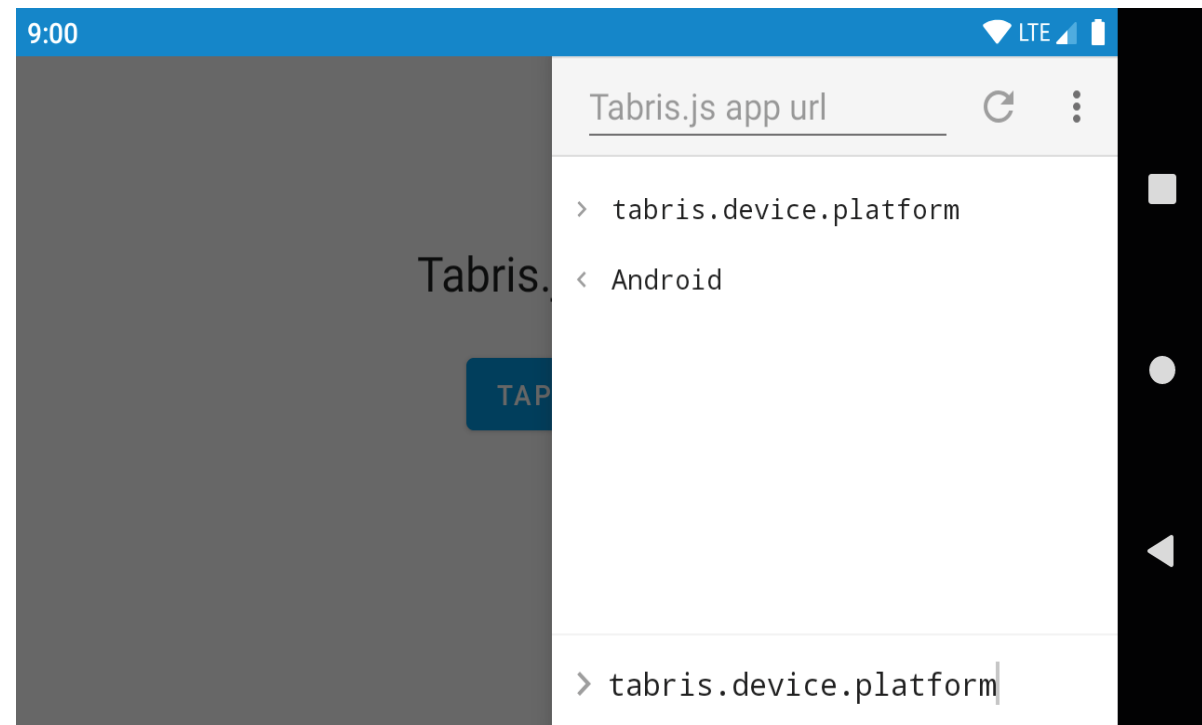 9:00 LTE
Tabris.js app url
> tabris.device.platform
< Android
Tabris.
TAP
> tabris.device.platform